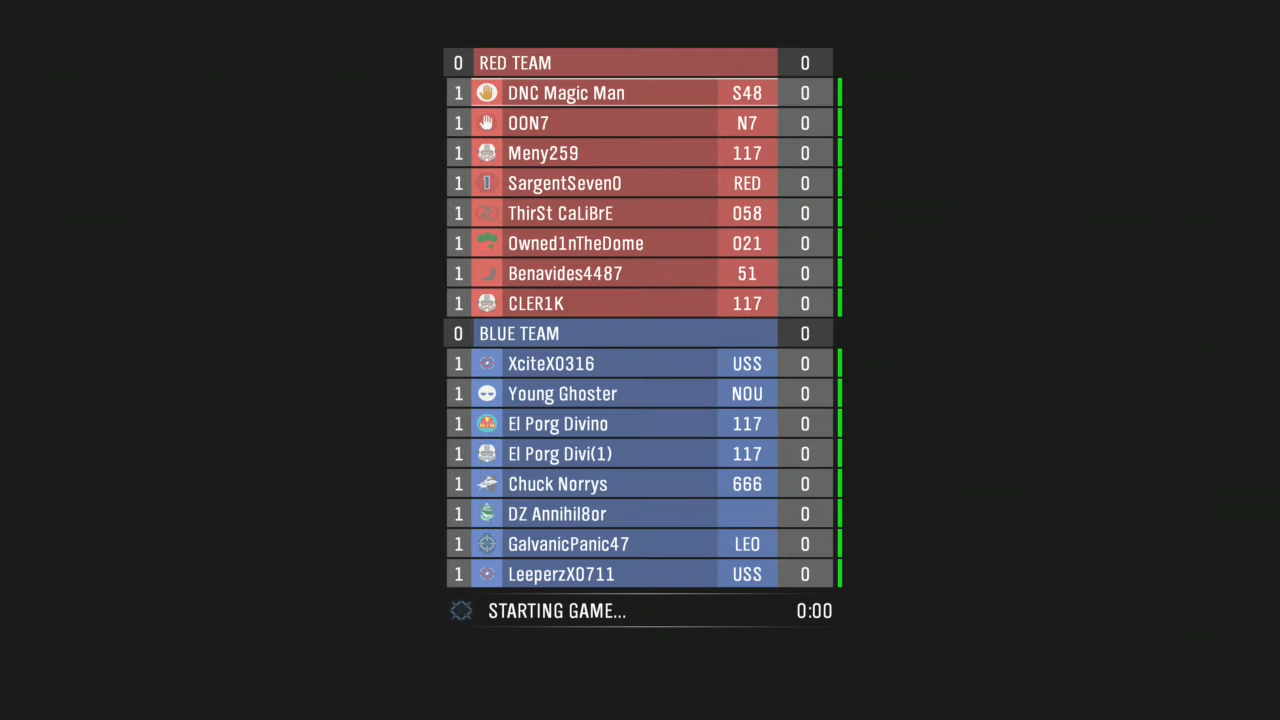 0 RED TEAM 0
1 DNC Magic Man S48 0
1 OON7 N7 0
1 Meny259 117 0
1 1 SargentSeven0 RED 0
1 ThirSt CaLiBrE 058 0
1 Owned1nTheDome 021 0
1 Benavides4487 51 0
1 CLER1K 117 0
0 BLUE TEAM 0
1 XciteX0316 USS 0
1 Young Ghoster NOU 0
1 El Porg Divino 117 0
1 El Porg Divi(1) 117 0
1 Chuck Norrys 666 0
1 DZ Annihil8or 0
1 GalvanicPanic47 LEO 0
1 LeeperzX0711 USS 0
STARTING GAME... 0:00